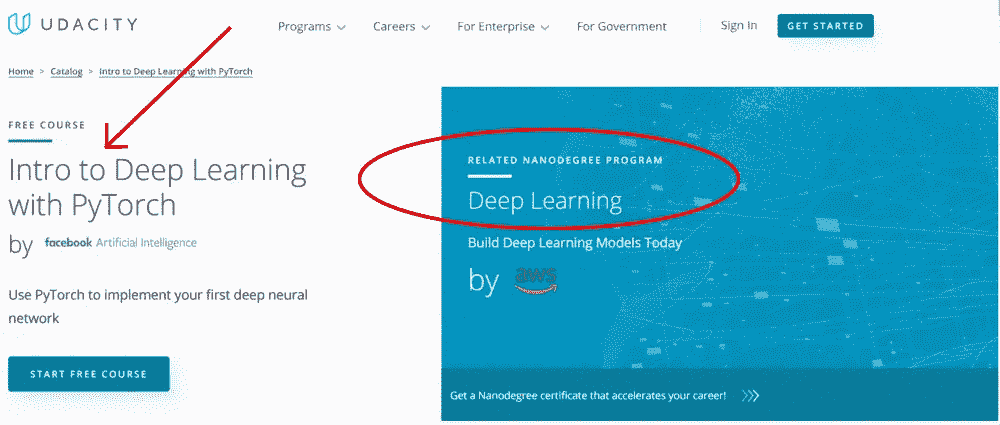 UDACITY
Programs Careers For Enterprise For Government Sign In GET STARTED
Home > Catalog > Intro to Deep Learning with PyTorch
FREE COURSE
Intro to Deep Learning
with PyTorch
by facebook Artificial Intelligence
Use PyTorch to implement your first deep neural
network
START FREE COURSE
RELATED NANODEGREE PROGRAM
Deep Learning
Build Deep Learning Models Today
by aws
Get a Nanodegree certificate that accelerates your career!